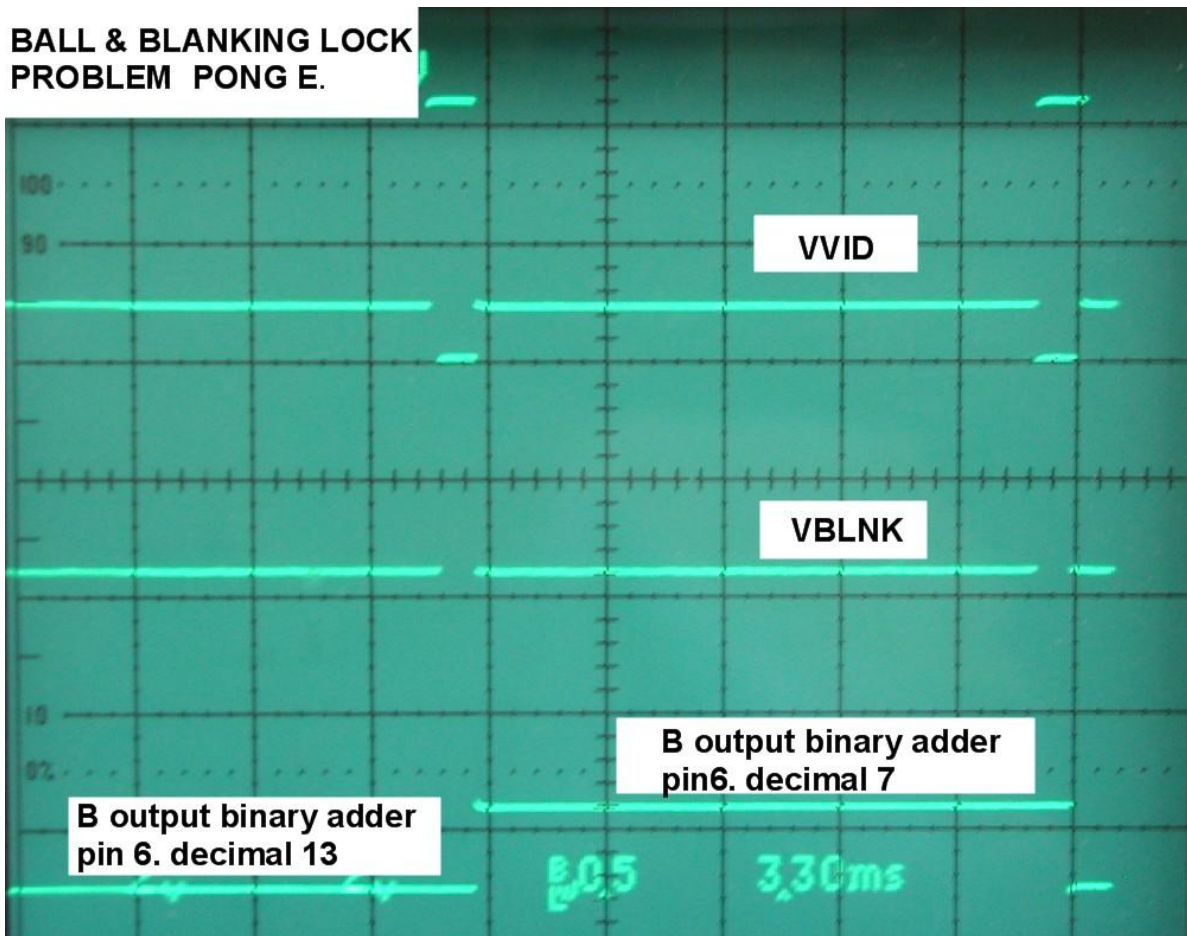 BALL & BLANKING LOCK
PROBLEM PONG E.
100
90
VVID
VBLNK
10
0%
B output binary adder
pin6. decimal 7
B output binary adder
pin 6. decimal 13
3.30ms